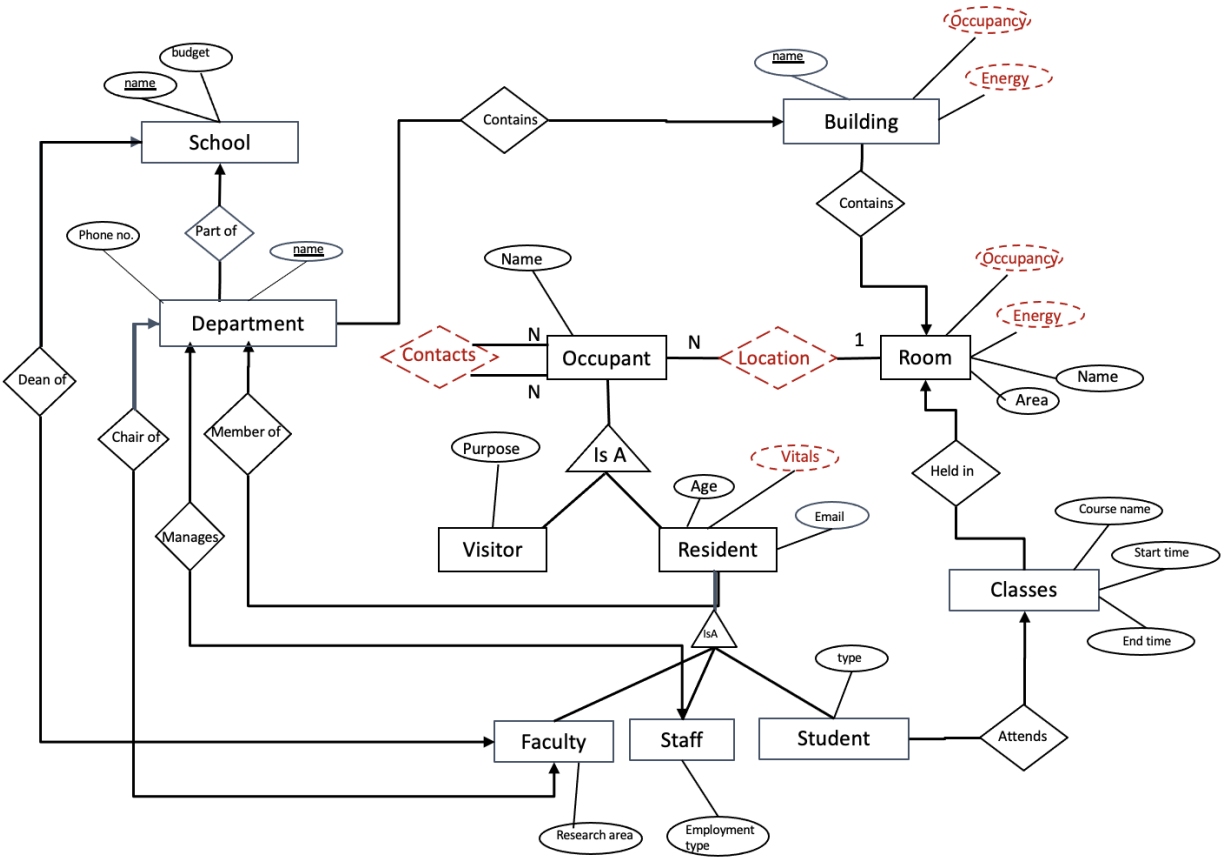 Occupancy
budget
name
name
Energy
School
Contains
Building
Contains
Part of
Phone no.
name
Name
Occupancy
Department
Energy
N
N
1
Contacts
Occupant
Location
Room
Name
N
Area
Dean of
Chair of
Member of
Is A
Purpose
Vitals
Held in
Age
Email
Course name
Manages
Visitor
Resident
Start time
Classes
IsA
End time
type
Faculty
Staff
Student
Attends
Research area
Employment
type